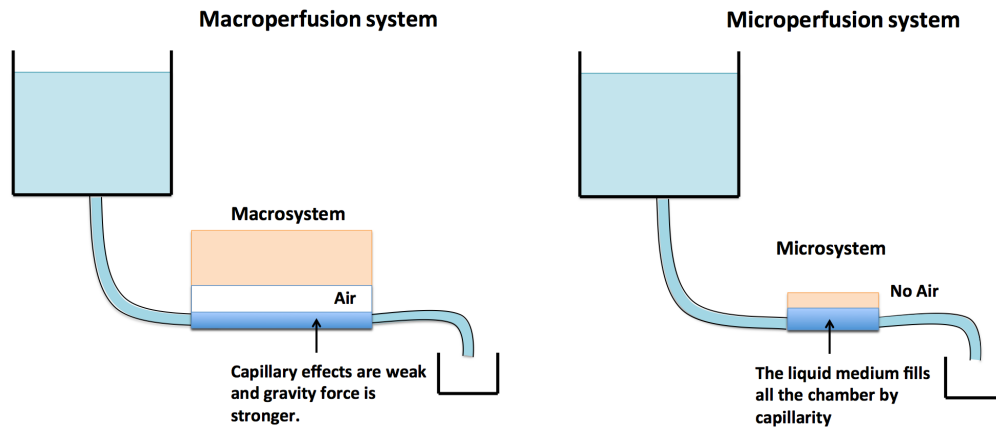 Macroperfusion system
Macrosystem
Air
Capillary effects are weak
and gravity force is
stronger.
Microperfusion system
Microsystem
No Air
The liquid medium fills
all the chamber by
capillarity